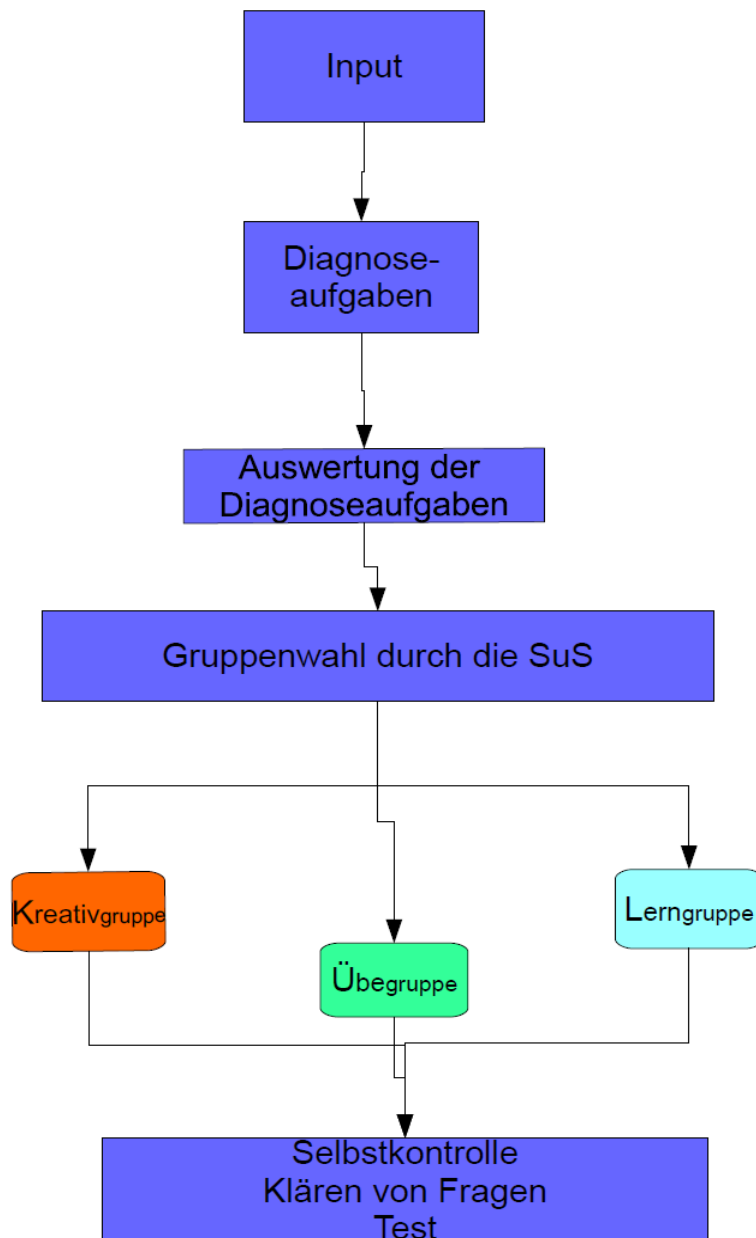 Input
Diagnose-
aufgaben
Auswertung der
Diagnoseaufgaben
Gruppenwahl durch die SuS
Kreativgruppe
Übegruppe
Lerngruppe
Selbstkontrolle
Klären von Fragen
Test